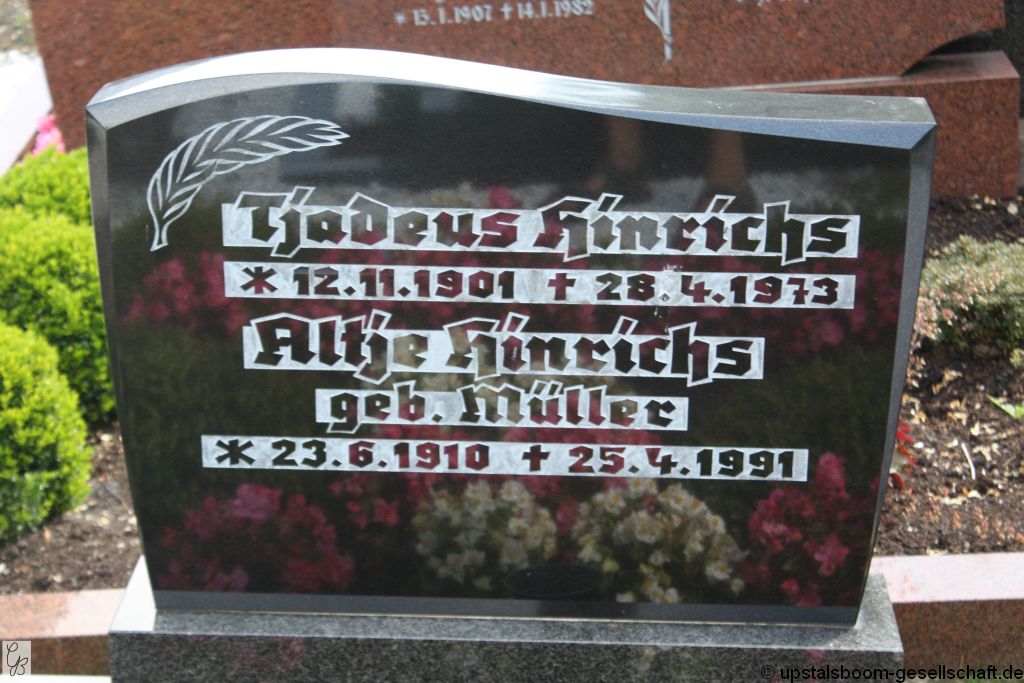 * 13.1.1907 † 14.1.1982
Tjadeus Hinrichs
* 12.11.1901 † 28.4.1973
Altje Hinrichs
geb. Müller
* 23.6.1910 † 25.4.1991
GB
© upstalsboom-gesellschaft.de